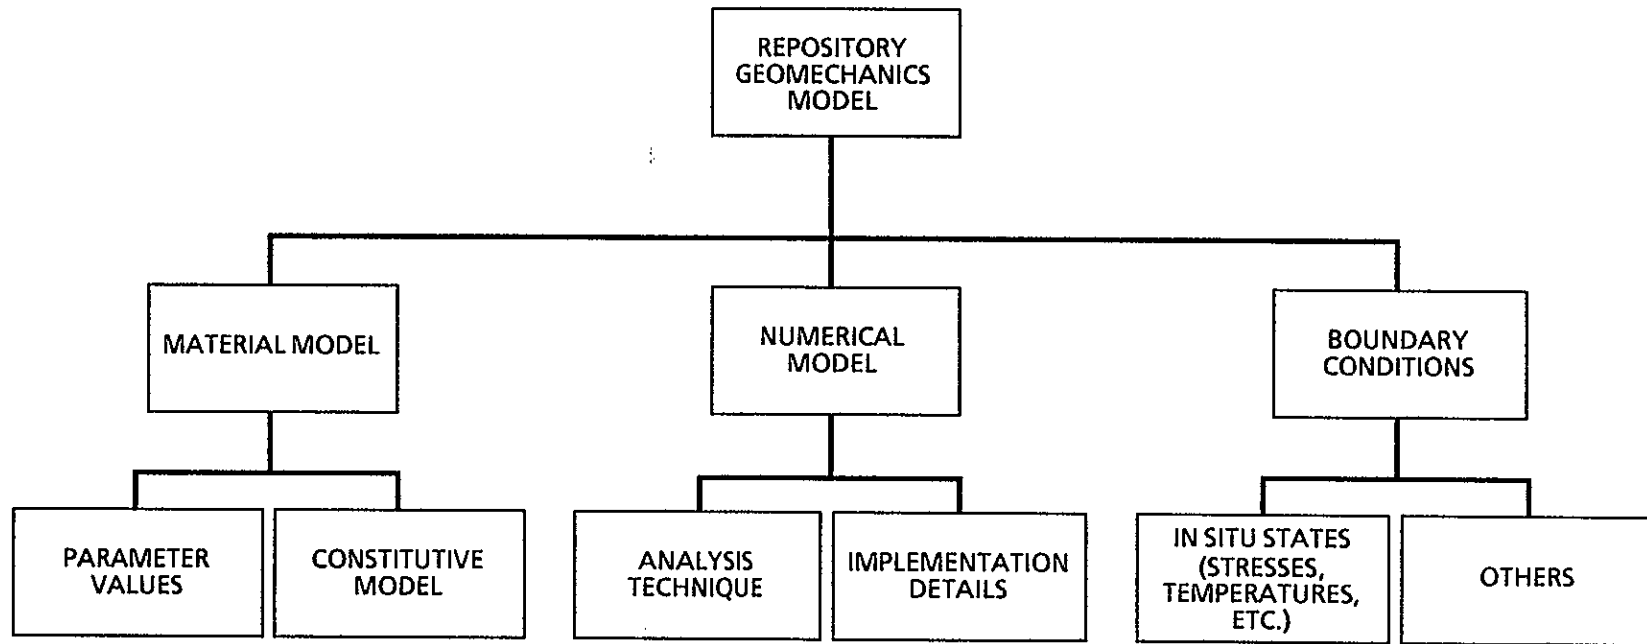 REPOSITORY
GEOMECHANICS
MODEL
MATERIAL MODEL
NUMERICAL
MODEL
BOUNDARY
CONDITIONS
PARAMETER
VALUES
CONSTITUTIVE
MODEL
ANALYSIS
TECHNIQUE
IMPLEMENTATION
DETAILS
IN SITU STATES
(STRESSES,
TEMPERATURES,
ETC.)
OTHERS